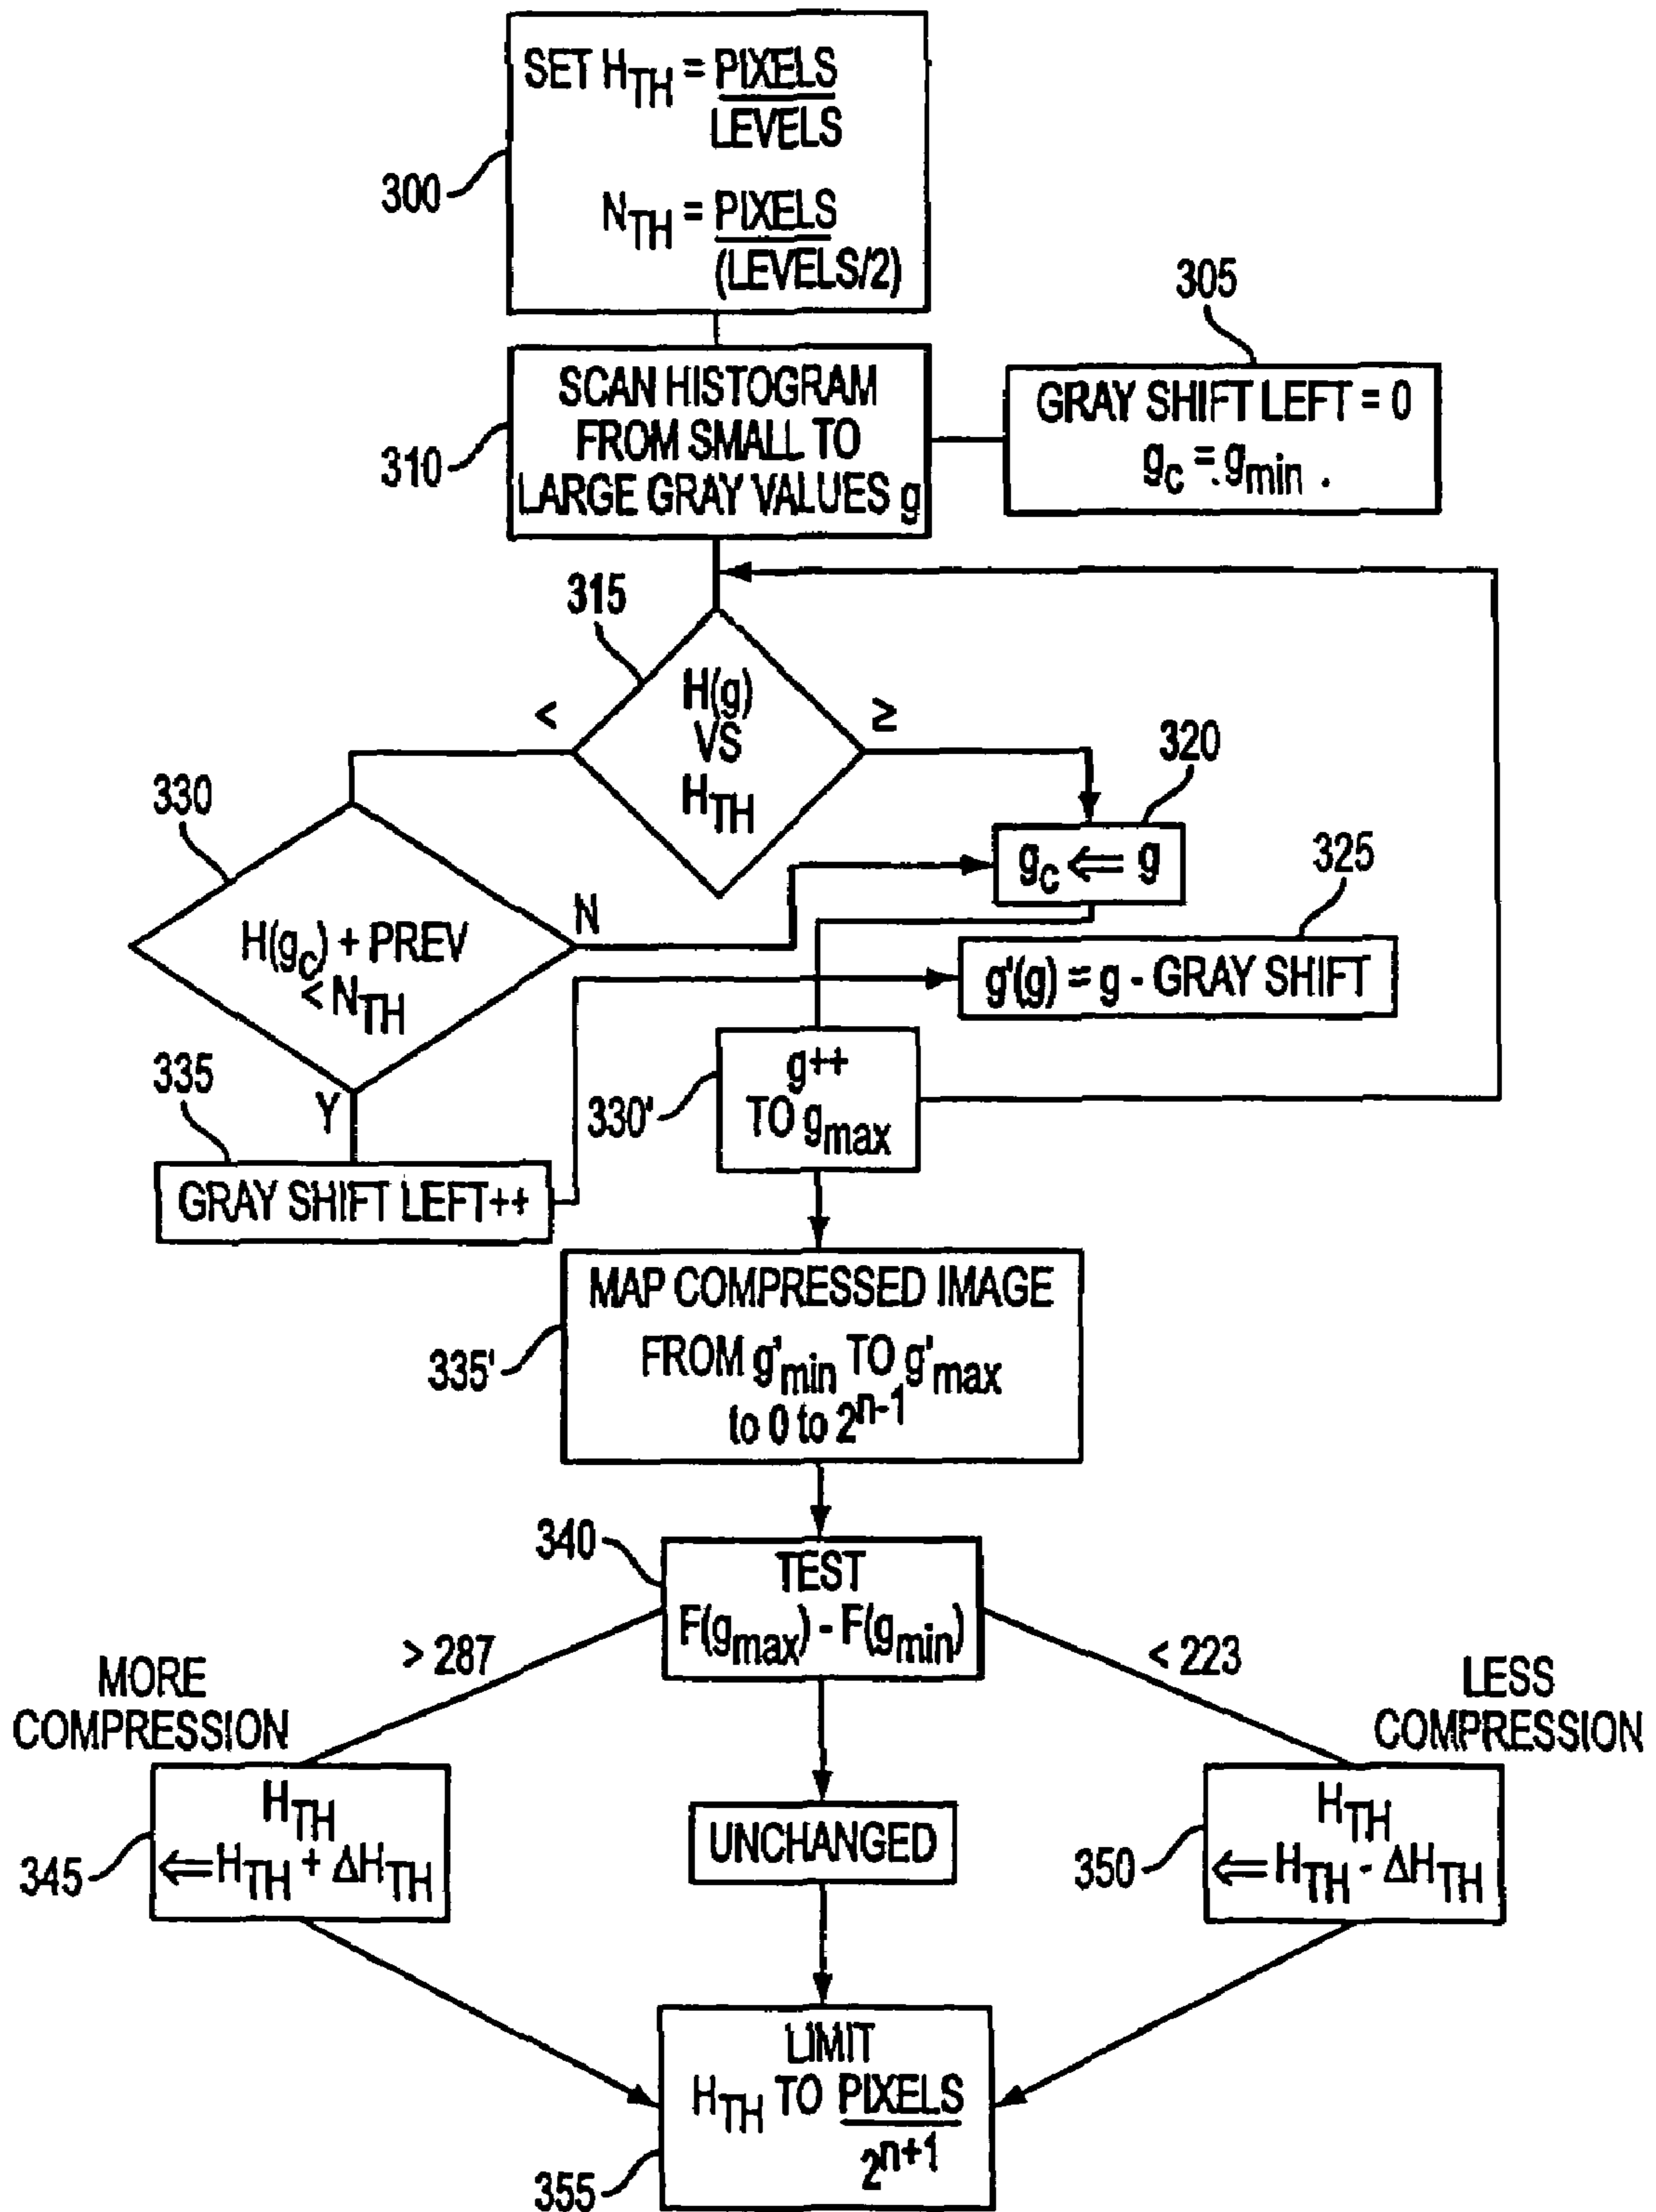 SET H_TH = PIXELS
LEVELS
N_TH = PIXELS
(LEVELS/2)
300
305
GRAY SHIFT LEFT = 0
g_c = g_min .
SCAN HISTOGRAM
FROM SMALL TO
LARGE GRAY VALUES g
310
315
H(g)
VS
H_TH
<
≥
320
g_c ⇐ g
325
g'(g) = g - GRAY SHIFT
330
H(g_c) + PREV
< N_TH
N
Y
335
GRAY SHIFT LEFT++
g++
TO g_max
330'
MAP COMPRESSED IMAGE
FROM g'_min TO g'_max
to 0 to 2^n-1
335'
340
TEST
F(g_max) - F(g_min)
> 287
< 223
MORE
COMPRESSION
LESS
COMPRESSION
H_TH
⇐ H_TH + ΔH_TH
345
UNCHANGED
H_TH
⇐ H_TH - ΔH_TH
350
LIMIT
H_TH TO PIXELS
2^n+1
355